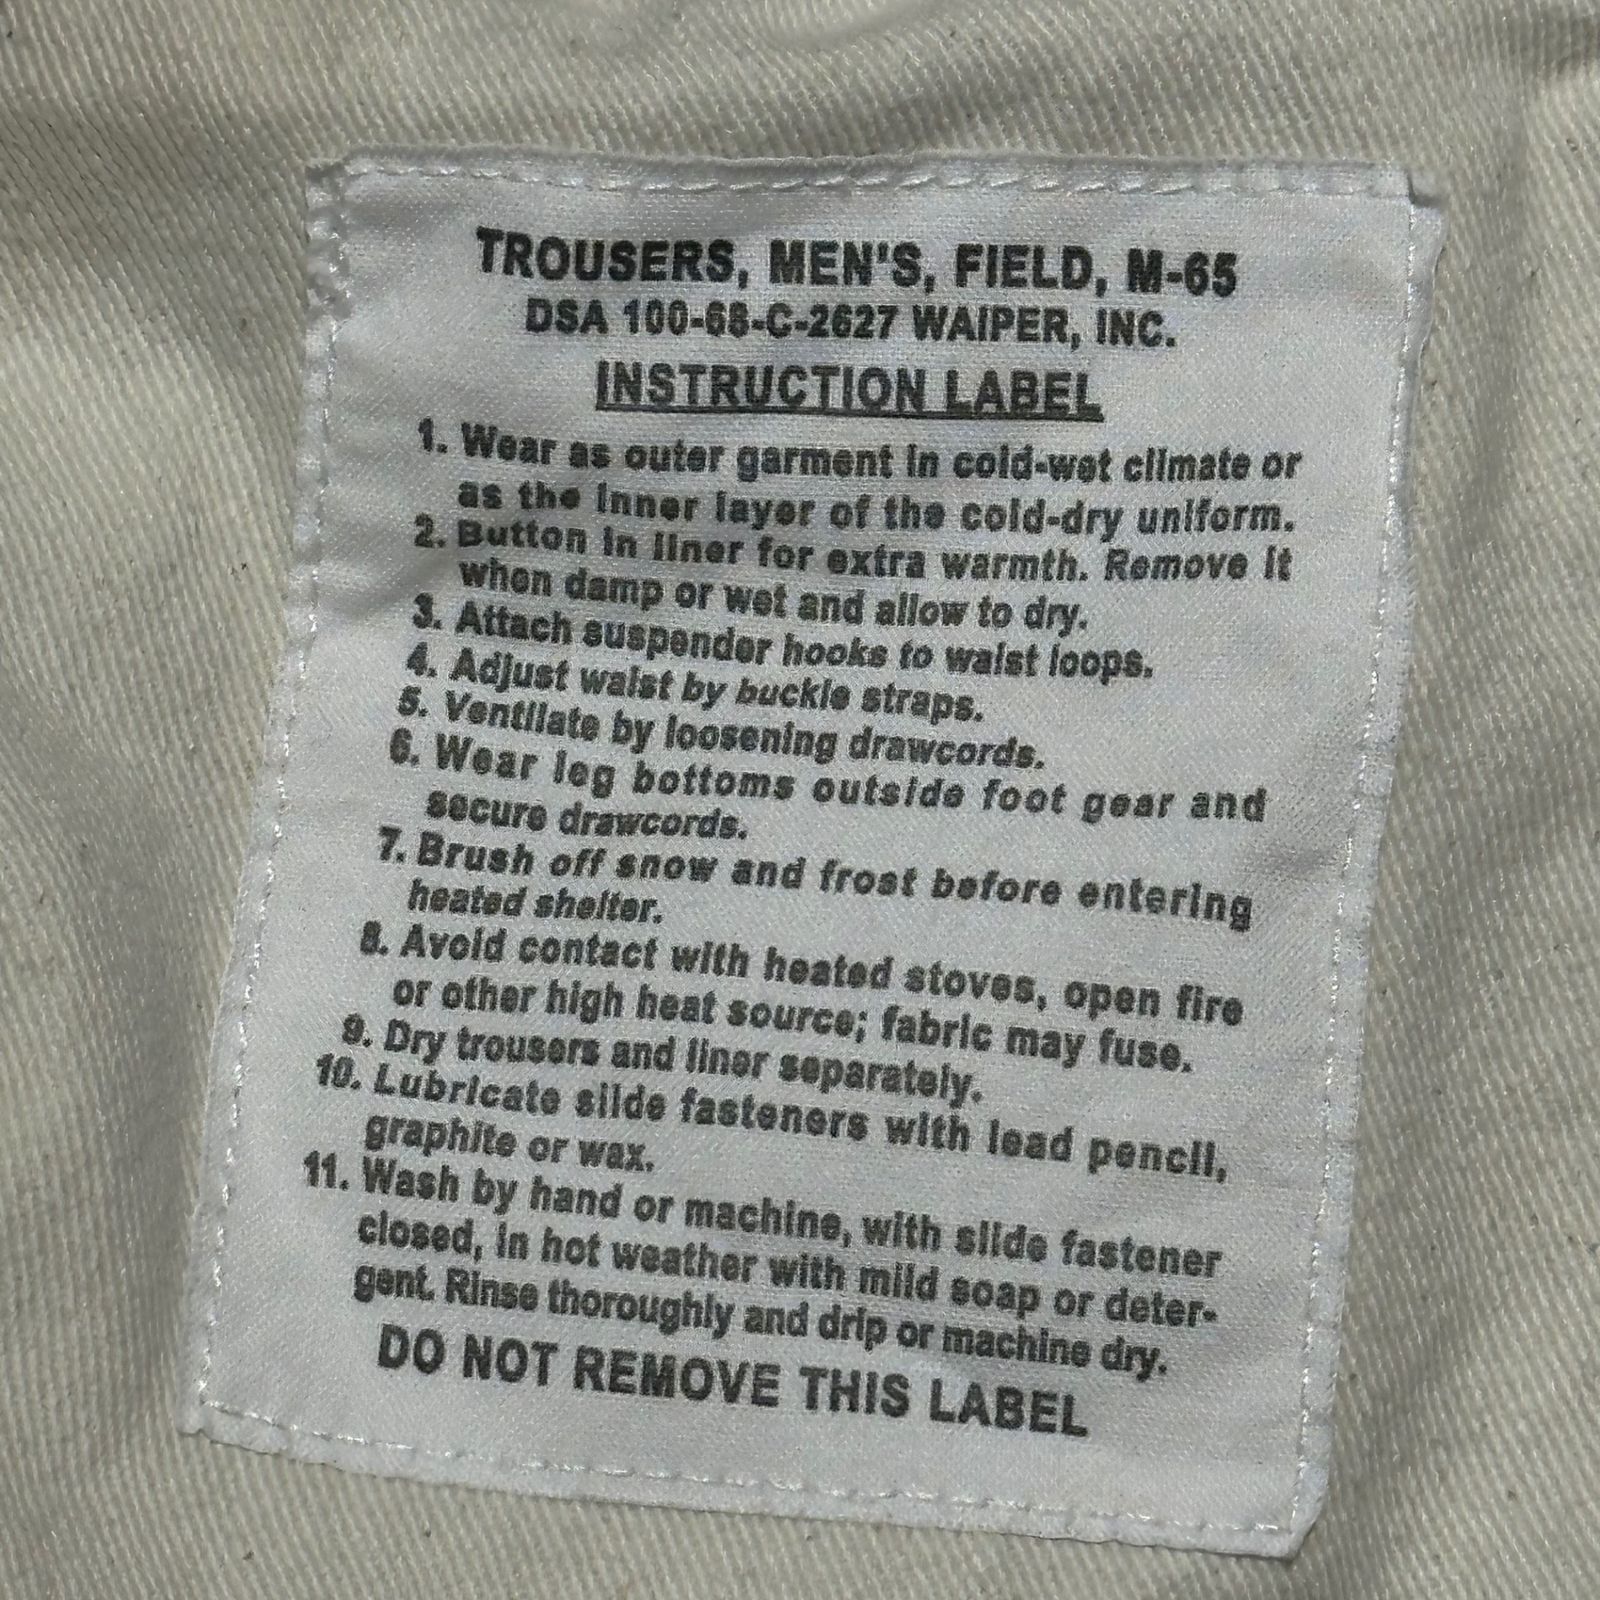 TROUSERS, MEN'S, FIELD, M-65
DSA 100-68-C-2627 WAIPER, INC.
INSTRUCTION LABEL
1. Wear as outer garment in cold-wet climate or
as the inner layer of the cold-dry uniform.
2. Button in liner for extra warmth. Remove it
when damp or wet and allow to dry.
3. Attach suspender hooks to waist loops.
4. Adjust waist by buckle straps.
5. Ventilate by loosening drawcords.
6. Wear leg bottoms outside foot gear and
secure drawcords.
7. Brush off snow and frost before entering
heated shelter.
8. Avoid contact with heated stoves, open fire
or other high heat source; fabric may fuse.
9. Dry trousers and liner separately.
10. Lubricate slide fasteners with lead pencil,
graphite or wax.
11. Wash by hand or machine, with slide fastener
closed, in hot weather with mild soap or deter-
gent. Rinse thoroughly and drip or machine dry.
DO NOT REMOVE THIS LABEL